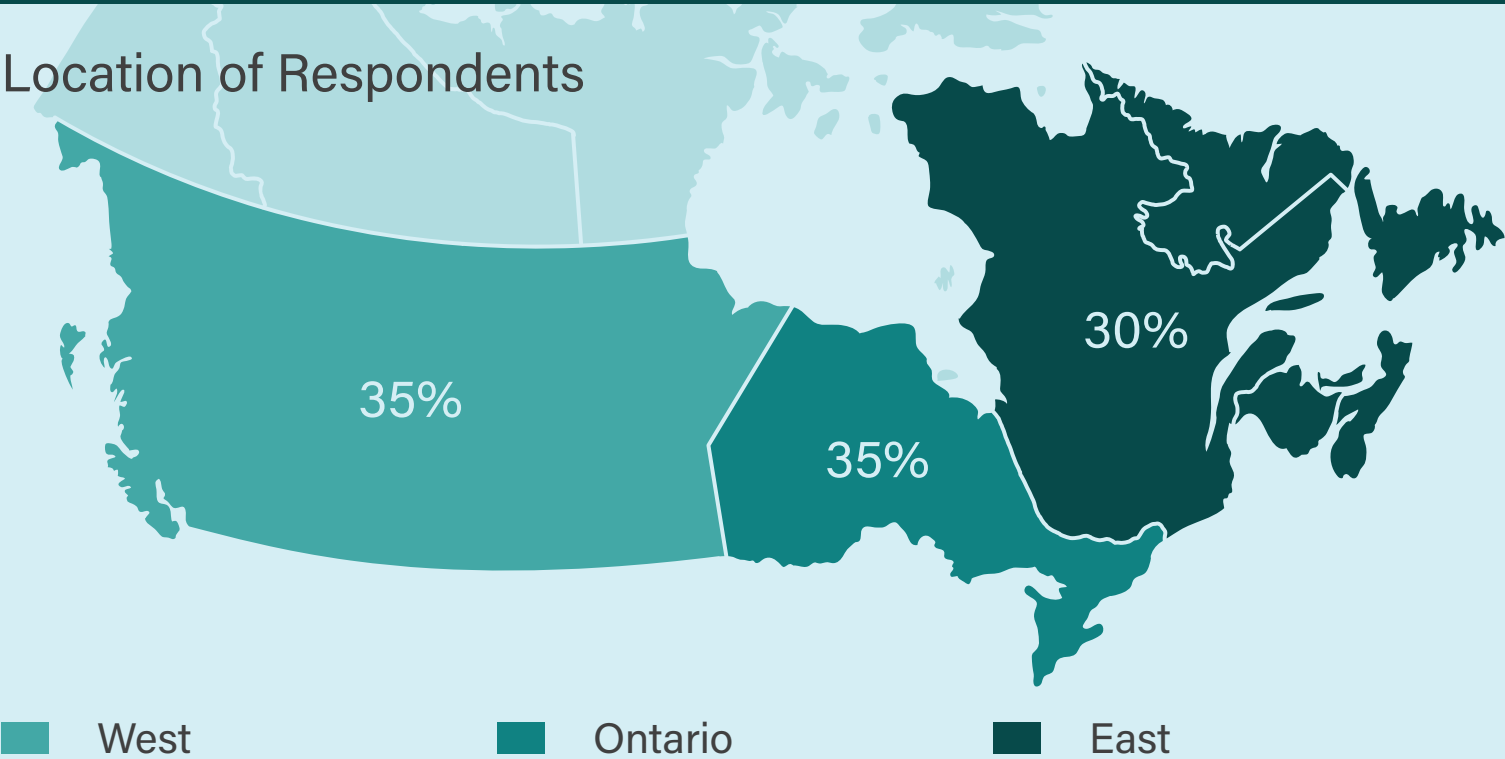 Location of Respondents
30%
35%
35%
West
Ontario
East